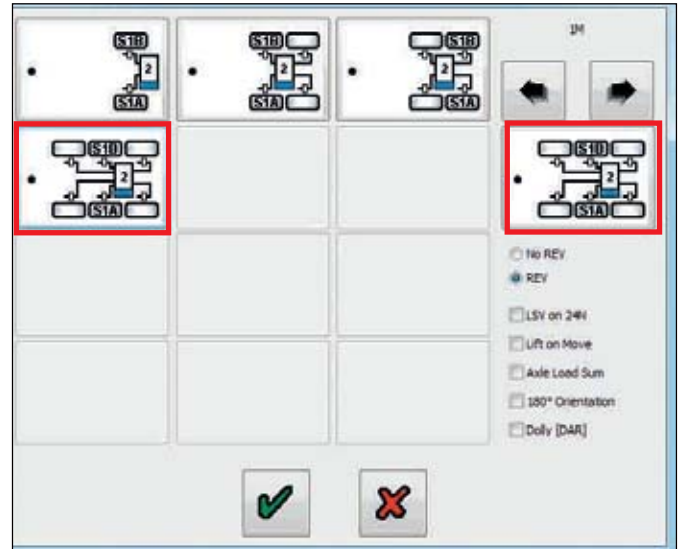 1M
S1B
2
S1A
S1B
2
S1A
S1B
2
S1A
S1B
2
S1A
S1B
2
S1A
No REV
REV
LSV on 24N
Lift on Move
Axle Load Sum
180° Orientation
Dolly [DAR]